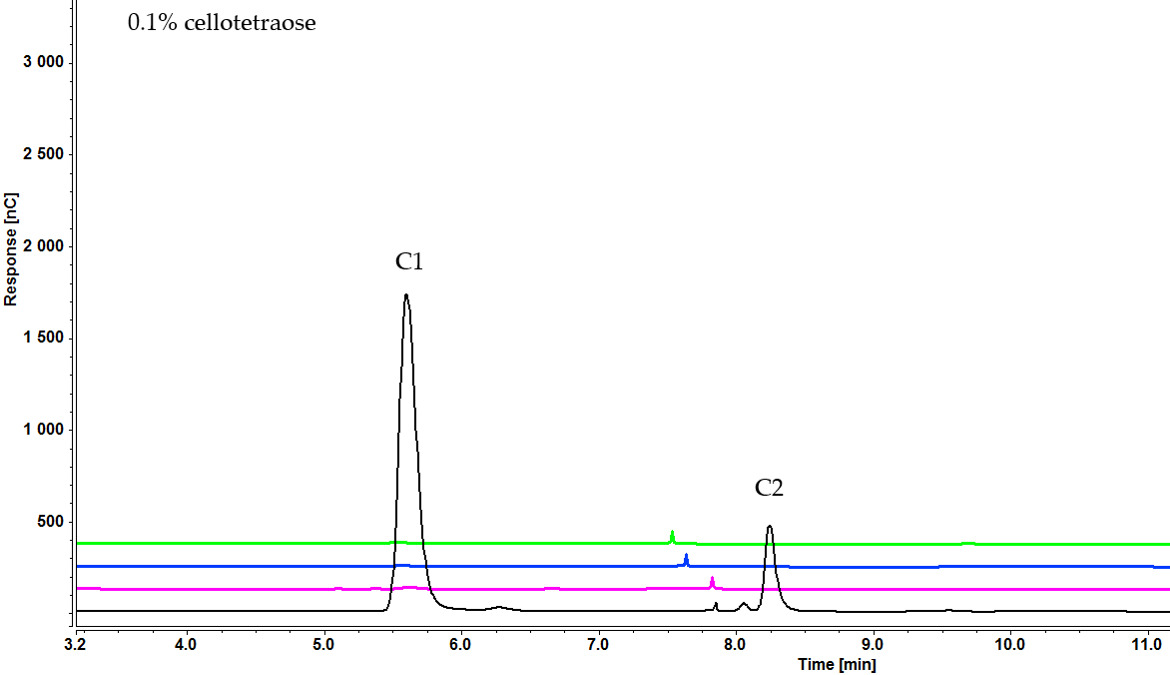 0.1% cellotetraose
3 000
2 500
2 000
1 500
1 000
500
Response [nC]
C1
C2
3.2 4.0 5.0 6.0 7.0 8.0 9.0 10.0 11.0
Time [min]